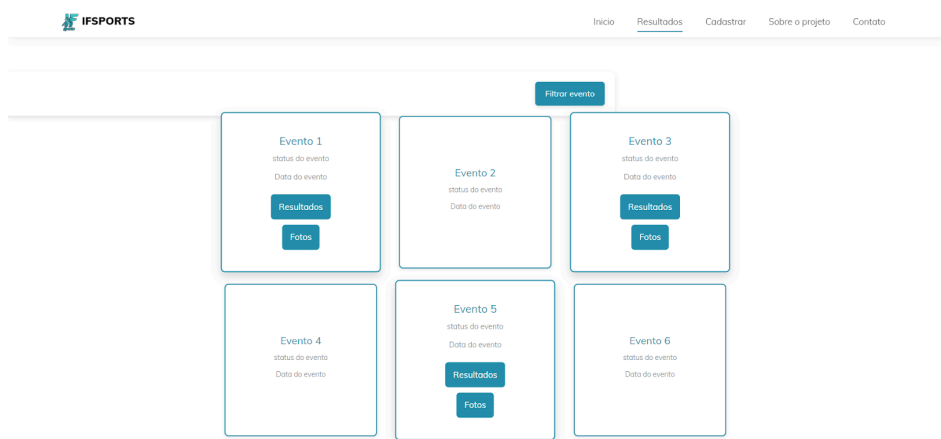 IFSPORTS
Inicio Resultados Cadastrar Sobre o projeto Contato
Filtrar evento
Evento 1
status do evento
Data do evento
Resultados
Fotos
Evento 2
status do evento
Data do evento
Evento 3
status do evento
Data do evento
Resultados
Fotos
Evento 4
status do evento
Data do evento
Evento 5
status do evento
Data do evento
Resultados
Fotos
Evento 6
status do evento
Data do evento